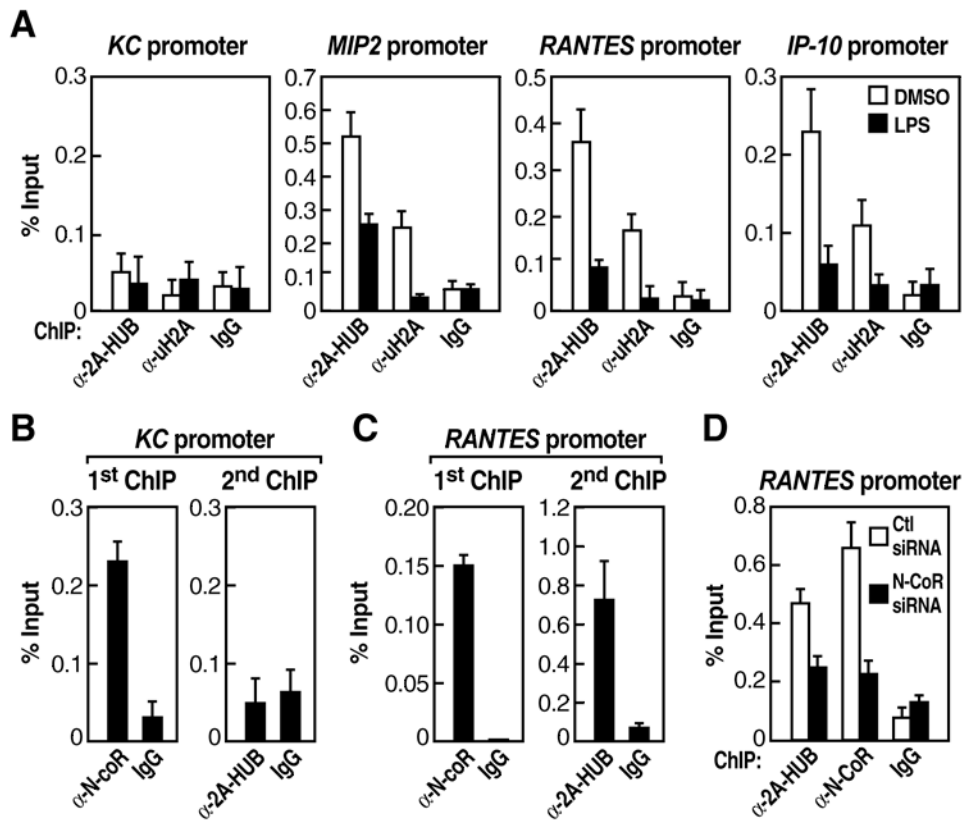 A
KC promoter
MIP2 promoter
RANTES promoter
IP-10 promoter
% Input
0.3
0.2
0.1
0
0.7
0.6
0.5
0.4
0.3
0.2
0.1
0
0.5
0.4
0.3
0.2
0.1
0
0.3
0.2
0.1
0
DMSO
LPS
ChIP:
α-2A-HUB
α-uH2A
IgG
α-2A-HUB
α-uH2A
IgG
α-2A-HUB
α-uH2A
IgG
α-2A-HUB
α-uH2A
IgG
B
KC promoter
1st ChIP
2nd ChIP
% Input
0.3
0.2
0.1
0
0.3
0.2
0.1
0
α-N-coR
IgG
α-2A-HUB
IgG
C
RANTES promoter
1st ChIP
2nd ChIP
% Input
0.20
0.15
0.10
0.05
1.2
1.0
0.8
0.6
0.4
0.2
0
α-N-coR
IgG
α-2A-HUB
IgG
D
RANTES promoter
% Input
0.8
0.6
0.4
0.2
0
Ctl
siRNA
N-CoR
siRNA
ChIP:
α-2A-HUB
α-N-CoR
IgG